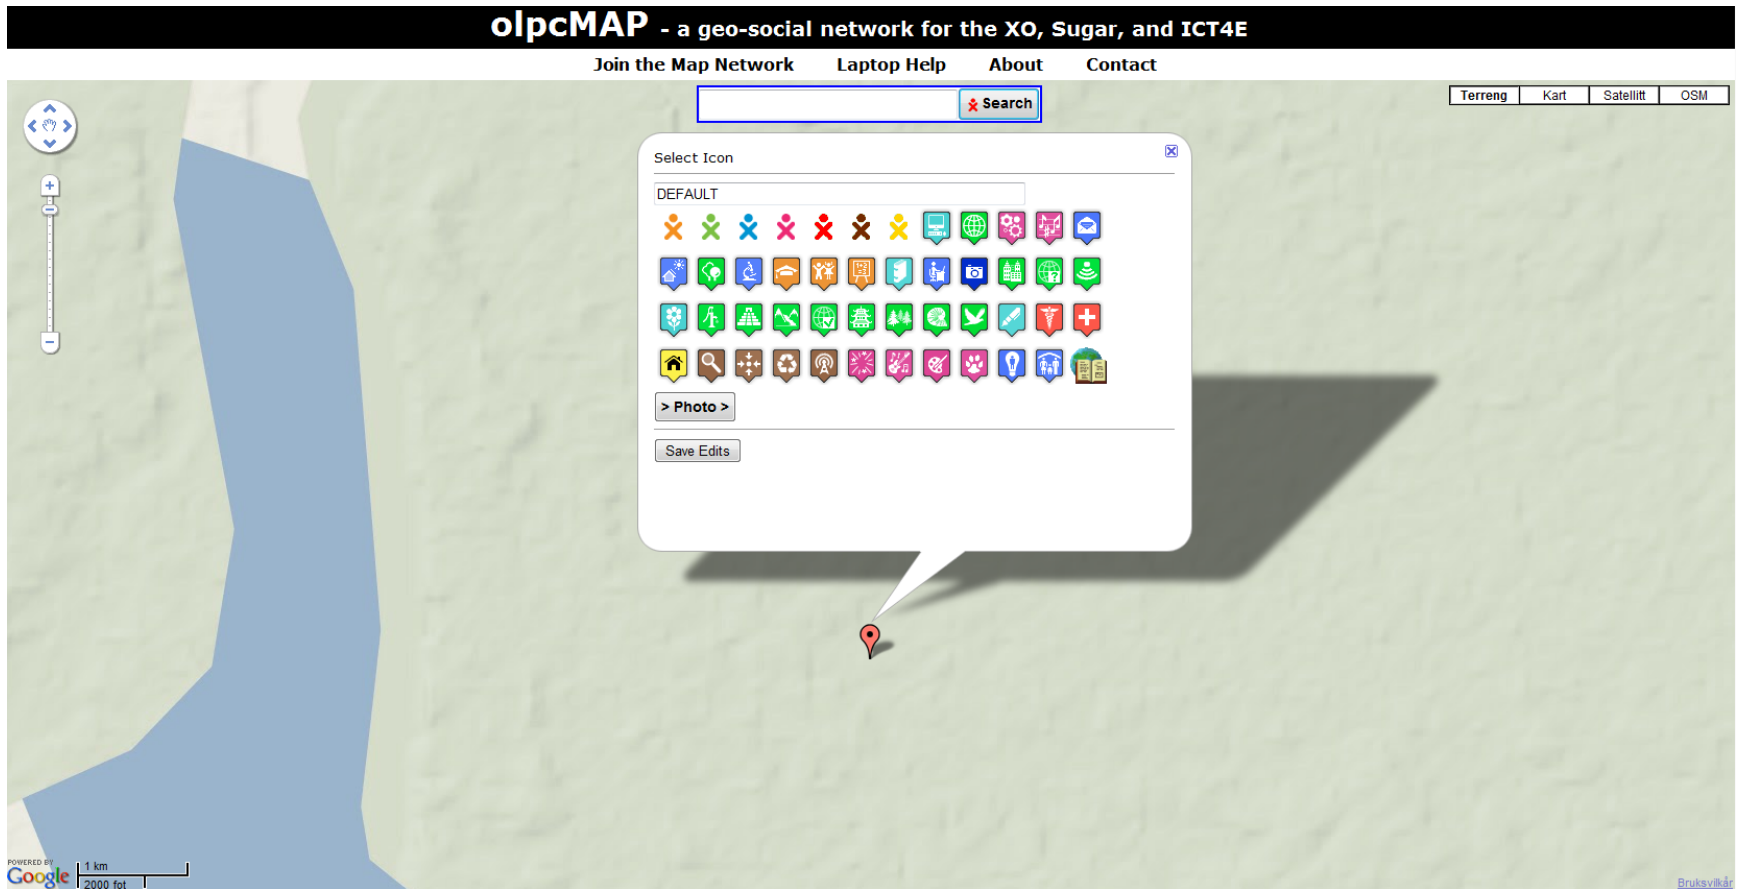 olpcMAP - a geo-social network for the XO, Sugar, and ICT4E
Join the Map Network Laptop Help About Contact
Search
Terreng Kart Satellitt OSM
Select Icon
DEFAULT
> Photo >
Save Edits
POWERED BY
Google
1 km
2000 fot
Bruksvilkår